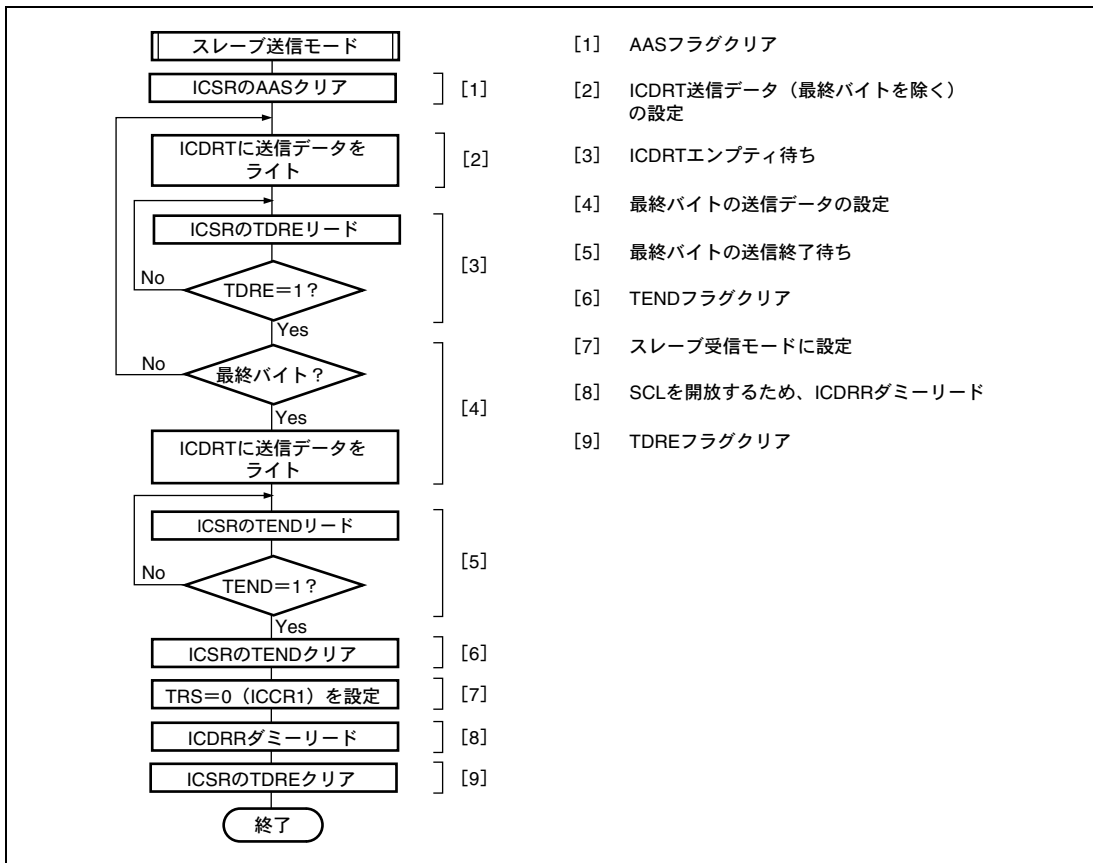 スレーブ送信モード
ICSRのAASクリア
[1]
ICDRTに送信データを
ライト
[2]
ICSRのTDREリード
[3]
No
TDRE=1?
Yes
No
最終バイト?
[4]
Yes
ICDRTに送信データを
ライト
ICSRのTENDリード
[5]
No
TEND=1?
Yes
ICSRのTENDクリア
[6]
TRS=0(ICCR1)を設定
[7]
ICDRRダミーリード
[8]
ICSRのTDREクリア
[9]
終了
[1] AASフラグクリア
[2] ICDRT送信データ(最終バイトを除く)
の設定
[3] ICDRTエンプティ待ち
[4] 最終バイトの送信データの設定
[5] 最終バイトの送信終了待ち
[6] TENDフラグクリア
[7] スレーブ受信モードに設定
[8] SCLを開放するため、ICDRRダミーリード
[9] TDREフラグクリア